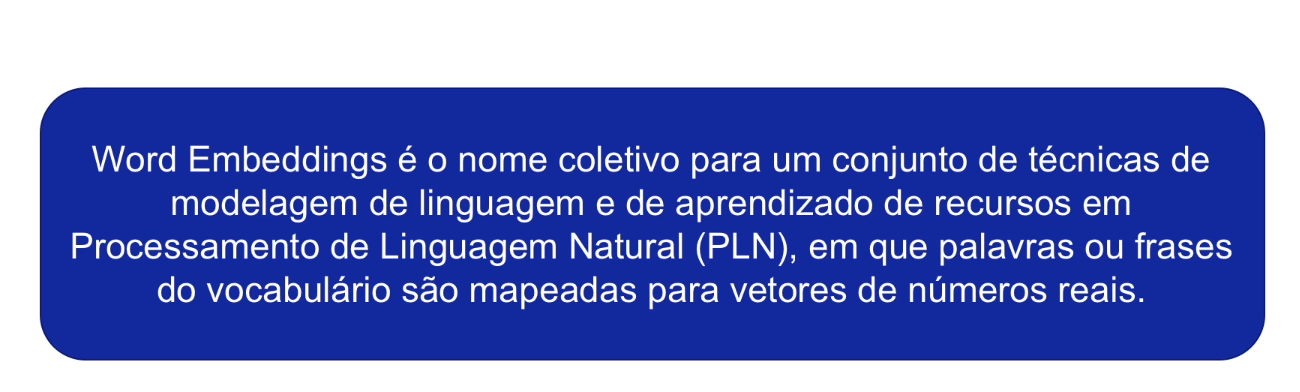 Word Embeddings é o nome coletivo para um conjunto de técnicas de
modelagem de linguagem e de aprendizado de recursos em
Processamento de Linguagem Natural (PLN), em que palavras ou frases
do vocabulário são mapeadas para vetores de números reais.